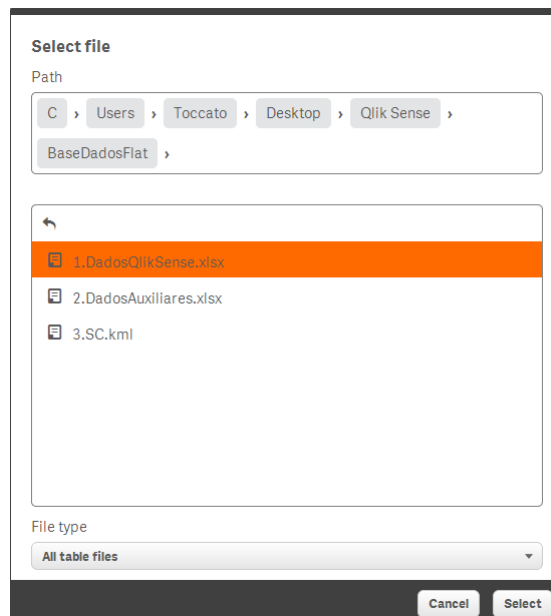 Select file
Path
C › Users › Toccato › Desktop › Qlik Sense ›
BaseDadosFlat ›
1.DadosQlikSense.xlsx
2.DadosAuxiliares.xlsx
3.SC.kml
File type
All table files
Cancel Select